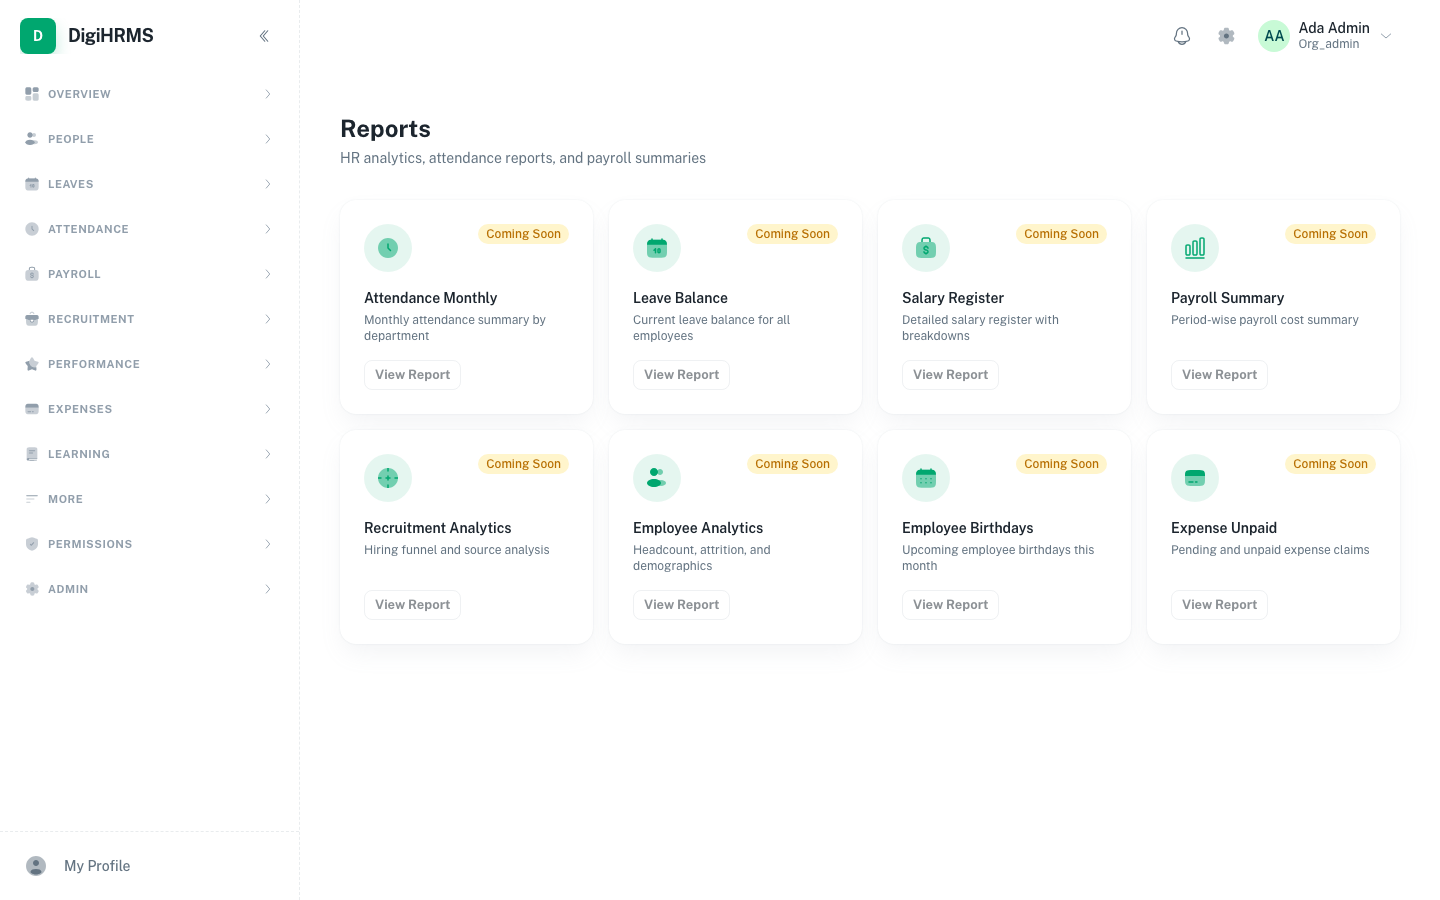 D DigiHRMS
AA Ada Admin
Org_admin
OVERVIEW
PEOPLE
LEAVES
ATTENDANCE
PAYROLL
RECRUITMENT
PERFORMANCE
EXPENSES
LEARNING
MORE
PERMISSIONS
ADMIN
My Profile
Reports
HR analytics, attendance reports, and payroll summaries
Coming Soon
Attendance Monthly
Monthly attendance summary by
department
View Report
Coming Soon
Leave Balance
Current leave balance for all
employees
View Report
Coming Soon
Salary Register
Detailed salary register with
breakdowns
View Report
Coming Soon
Payroll Summary
Period-wise payroll cost summary
View Report
Coming Soon
Recruitment Analytics
Hiring funnel and source analysis
View Report
Coming Soon
Employee Analytics
Headcount, attrition, and
demographics
View Report
Coming Soon
Employee Birthdays
Upcoming employee birthdays this
month
View Report
Coming Soon
Expense Unpaid
Pending and unpaid expense claims
View Report